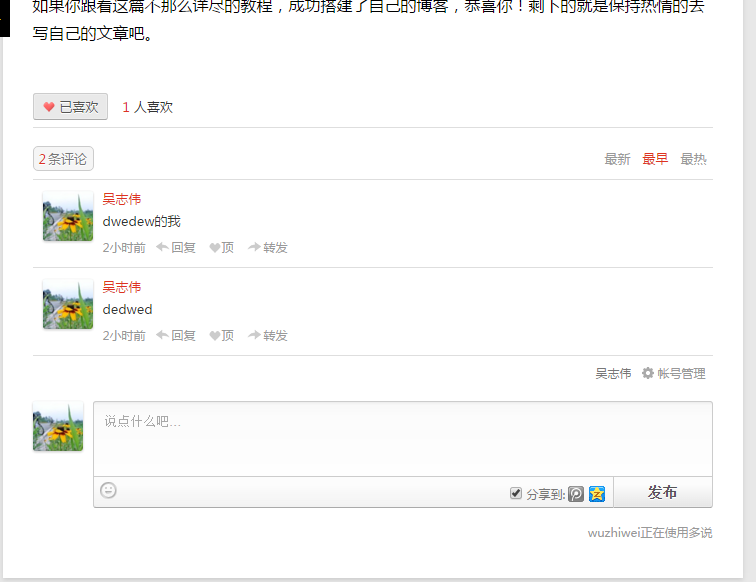 如果你跟着这篇不那么详尽的教程，成功搭建了自己的博客，恭喜你！剩下的就是保持热情的去
写自己的文章吧。
已喜欢 1 人喜欢
2条评论 最新 最早 最热
吴志伟
dwedew的我
2小时前 回复 顶 转发
吴志伟
dedwed
2小时前 回复 顶 转发
吴志伟 帐号管理
说点什么吧...
分享到: 发布
wuzhiwei正在使用多说